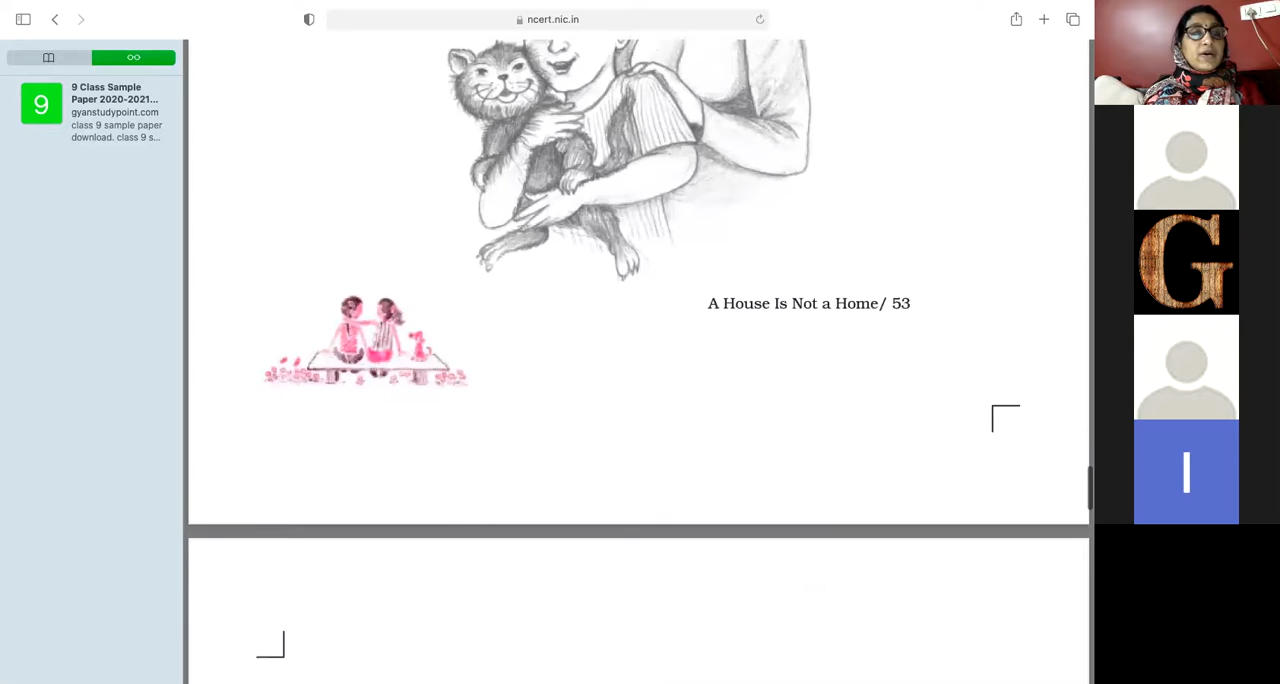 ncert.nic.in
9
9 Class Sample
Paper 2020-2021...
gyanstudypoint.com
class 9 sample paper
download. class 9 s...
A House Is Not a Home/ 53
G
I